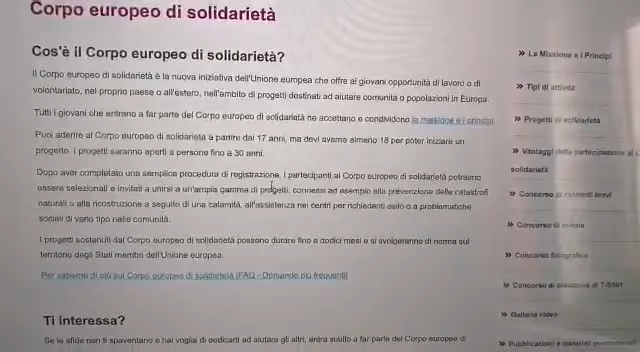 Corpo europeo di solidarietà
Cos'è il Corpo europeo di solidarietà?
Il Corpo europeo di solidarietà è la nuova iniziativa dell'Unione europea che offre ai giovani opportunità di lavoro o di
volontariato, nel proprio paese o all'estero, nell'ambito di progetti destinati ad aiutare comunità o popolazioni in Europa.
Tutti i giovani che entrano a far parte del Corpo europeo di solidarietà ne accettano e condividono la missione e i principi
Puoi aderire al Corpo europeo di solidarietà a partire dai 17 anni, ma devi averne almeno 18 per poter iniziare un
progetto. I progetti saranno aperti a persone fino a 30 anni.
Dopo aver completato una semplice procedura di registrazione, i partecipanti al Corpo europeo di solidarietà potranno
essere selezionati e invitati a unirsi a un'ampia gamma di progetti, connessi ad esempio alla prevenzione delle catastrofi
naturali o alla ricostruzione a seguito di una calamità, all'assistenza nei centri per richiedenti asilo o a problematiche
sociali di vario tipo nelle comunità.
I progetti sostenuti dal Corpo europeo di solidarietà possono durare fino a dodici mesi e si svolgeranno di norma sul
territorio degli Stati membri dell'Unione europea.
Per saperne di più sul Corpo europeo di solidarietà (FAQ - Domande più frequenti)
Ti interessa?
Se le sfide non ti spaventano e hai voglia di dedicarti ad aiutare gli altri, entra subito a far parte del Corpo europeo di
» La Missione e i Principi
» Tipi di attività
» Progetti di solidarietà
» Vantaggi della partecipazione al
solidarietà
» Concorso di racconti brevi
» Concorso di
» Concorso fotografico
» Concorso di creazione di T-Shirt
» Galleria video
» Pubblicazioni e materiali promozionali